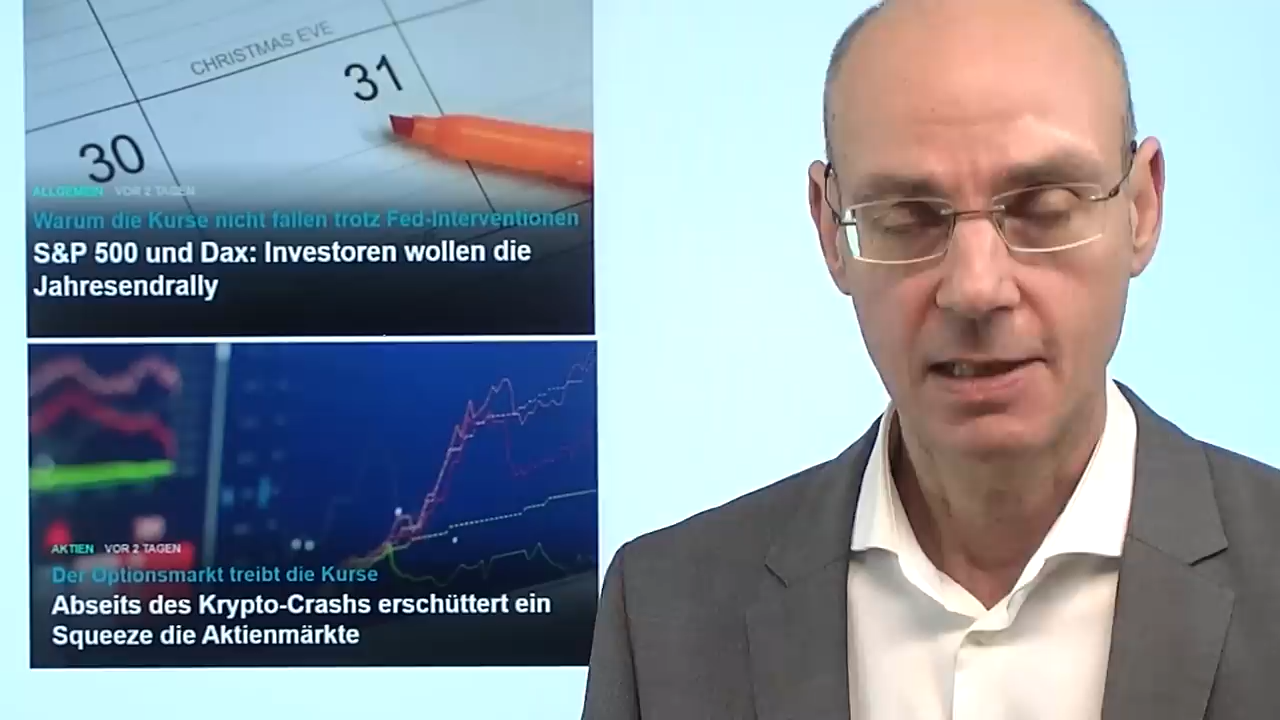 CHRISTMAS EVE
31
30
ALLGEMEIN VOR 2 TAGEN
Warum die Kurse nicht fallen trotz Fed-Interventionen
S&P 500 und Dax: Investoren wollen die
Jahresendrally
AKTIEN VOR 2 TAGEN
Der Optionsmarkt treibt die Kurse
Abseits des Krypto-Crashs erschüttert ein
Squeeze die Aktienmärkte